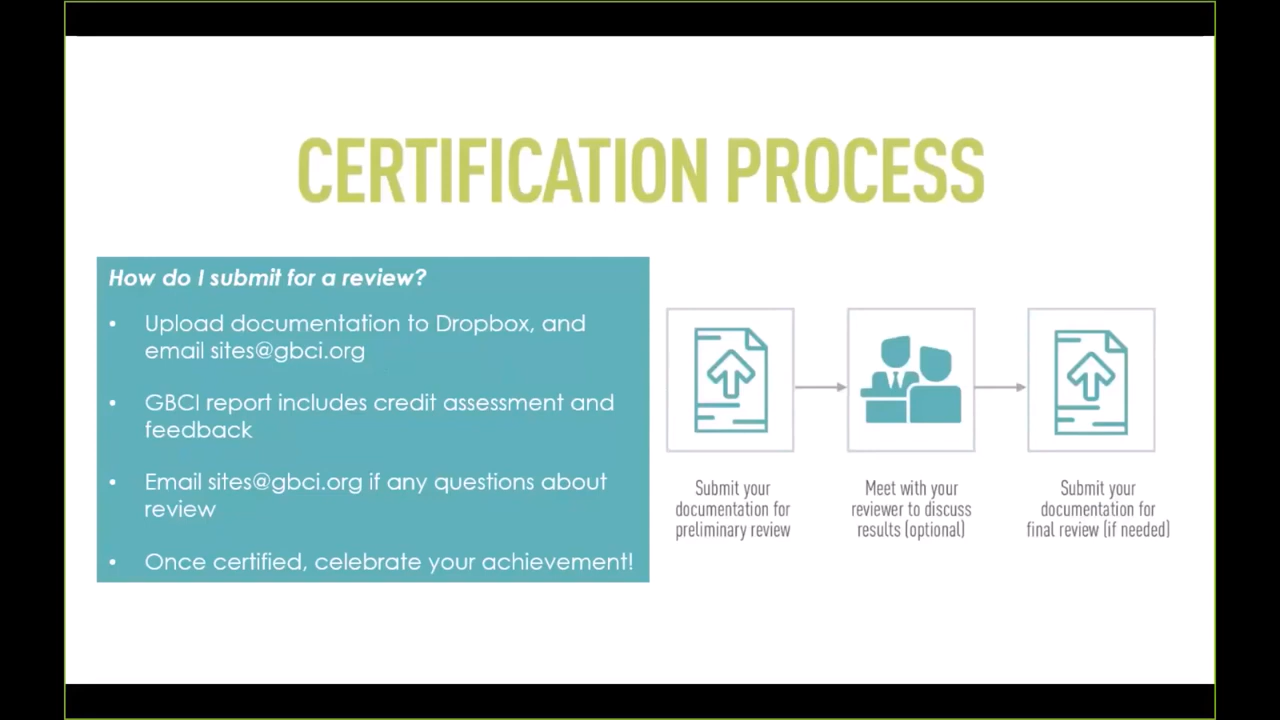 CERTIFICATION PROCESS
How do I submit for a review?
• Upload documentation to Dropbox, and
email sites@gbci.org
• GBCI report includes credit assessment and
feedback
• Email sites@gbci.org if any questions about
review
• Once certified, celebrate your achievement!
Submit your
documentation for
preliminary review
Meet with your
reviewer to discuss
results (optional)
Submit your
documentation for
final review (if needed)